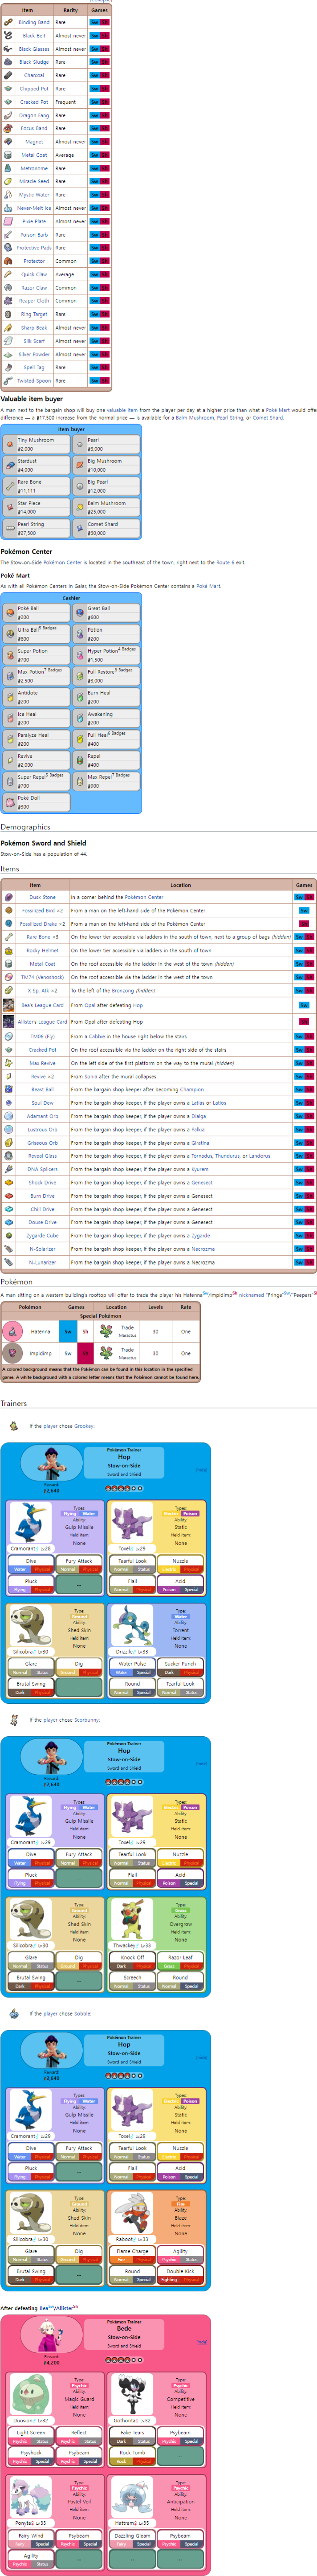 Item Rarity Games
Binding Band Rare Sw Sh
Black Belt Almost never Sw Sh
Black Glasses Almost never Sw Sh
Black Sludge Rare Sw Sh
Charcoal Rare Sw Sh
Chipped Pot Rare Sw Sh
Cracked Pot Frequent Sw Sh
Dragon Fang Rare Sw Sh
Focus Band Rare Sw Sh
Magnet Almost never Sw Sh
Metal Coat Average Sw Sh
Metronome Rare Sw Sh
Miracle Seed Rare Sw Sh
Mystic Water Rare Sw Sh
Never-Melt Ice Almost never Sw Sh
Pixie Plate Almost never Sw Sh
Poison Barb Rare Sw Sh
Protective Pads Rare Sw Sh
Protector Common Sw Sh
Quick Claw Average Sw Sh
Razor Claw Common Sw Sh
Reaper Cloth Common Sw Sh
Ring Target Rare Sw Sh
Sharp Beak Almost never Sw Sh
Silk Scarf Almost never Sw Sh
Silver Powder Almost never Sw Sh
Spell Tag Rare Sw Sh
Twisted Spoon Rare Sw Sh
Valuable item buyer
A man next to the bargain shop will buy one valuable item from the player per day at a higher price than what a Poké Mart would offer
difference — a ₽17,500 increase from the normal price — is available for a Balm Mushroom, Pearl String, or Comet Shard.
Item buyer
Tiny Mushroom Pearl
₽2,000 ₽3,000
Stardust Big Mushroom
₽4,000 ₽10,000
Rare Bone Big Pearl
₽11,111 ₽12,000
Star Piece Balm Mushroom
₽14,000 ₽25,000
Pearl String Comet Shard
₽27,500 ₽30,000
Pokémon Center
The Stow-on-Side Pokémon Center is located in the southeast of town, right next to the Route 6 exit.
Poké Mart
As with all Pokémon Centers in Galar, the Stow-on-Side Pokémon Center contains a Poké Mart.
Cashier
Poké Ball Great Ball
₽200 ₽600
Ultra Ball5 Badges Potion
₽800 ₽200
Super Potion Hyper Potion4 Badges
₽700 ₽1,500
Max Potion7 Badges Full Restore8 Badges
₽2,500 ₽3,000
Antidote Burn Heal
₽200 ₽200
Ice Heal Awakening
₽200 ₽200
Paralyze Heal Full Heal6 Badges
₽200 ₽400
Revive Repel
₽2,000 ₽400
Super Repel6 Badges Max Repel7 Badges
₽700 ₽900
Poké Doll
₽300
Demographics
Pokémon Sword and Shield
Stow-on-Side has a population of 44.
Items
Item Location Games
Dusk Stone In a corner behind the Pokémon Center Sw Sh
Fossilized Bird ×2 From a man on the left-hand side of the Pokémon Center Sw
Fossilized Drake ×2 From a man on the left-hand side of the Pokémon Center Sh
Rare Bone ×3 On the lower tier accessible via ladders in the south of town, next to a group of bags (hidden) Sw Sh
Rocky Helmet On the lower tier accessible via ladders in the south of town Sw Sh
Metal Coat On the roof accessible via the ladder in the west of town (hidden) Sw Sh
TM74 (Venoshock) On the roof accessible via the ladder in the west of town Sw Sh
X Sp. Atk ×2 To the left of the Bronzong (hidden) Sw Sh
Bea's League Card From Opal after defeating Hop Sw
Allister's League Card From Opal after defeating Hop Sh
TM06 (Fly) From a Cabbie in the house right below the stairs Sw Sh
Cracked Pot On the roof accessible via the ladder on the right side of the stairs Sw Sh
Max Revive On the left side of the first platform on the way to the mural (hidden) Sw Sh
Revive ×2 From Sonia after the mural collapses Sw Sh
Beast Ball From the bargain shop keeper after becoming Champion Sw Sh
Soul Dew From the bargain shop keeper, if the player owns a Latias or Latios Sw Sh
Adamant Orb From the bargain shop keeper, if the player owns a Dialga Sw Sh
Lustrous Orb From the bargain shop keeper, if the player owns a Palkia Sw Sh
Griseous Orb From the bargain shop keeper, if the player owns a Giratina Sw Sh
Reveal Glass From the bargain shop keeper, if the player owns a Tornadus, Thundurus, or Landorus Sw Sh
DNA Splicers From the bargain shop keeper, if the player owns a Kyurem Sw Sh
Shock Drive From the bargain shop keeper, if the player owns a Genesect Sw Sh
Burn Drive From the bargain shop keeper, if the player owns a Genesect Sw Sh
Chill Drive From the bargain shop keeper, if the player owns a Genesect Sw Sh
Douse Drive From the bargain shop keeper, if the player owns a Genesect Sw Sh
Zygarde Cube From the bargain shop keeper, if the player owns a Zygarde Sw Sh
N-Solarizer From the bargain shop keeper, if the player owns a Necrozma Sw Sh
N-Lunarizer From the bargain shop keeper, if the player owns a Necrozma Sw Sh
Pokémon
A man sitting on a western building's rooftop will offer to trade the player his HatennaSw/ImpidimpSh nicknamed "FringeSw/"PeepersSh
Pokémon Games Location Levels Rate
Special Pokémon
Hatenna Sw Sh Trade Maractus 30 One
Impidimp Sw Sh Trade Maractus 30 One
A colored background means that the Pokémon can be found in this location in the specified
game. A white background with a colored letter means that the Pokémon cannot be found here.
Trainers
If the player chose Grookey:
Pokémon Trainer
Hop
Stow-on-Side
Sword and Shield
Reward:
₽2,640
Types:
Flying Water Electric Poison
Ability:
Gulp Missile Static
Held item:
None None
Cramorant♂ Lv.28 Toxel♂ Lv.29
Dive Fury Attack Tearful Look Nuzzle
Water Physical Normal Physical Normal Status Electric Physical
Pluck ... Flail Acid
Flying Physical Normal Physical Poison Special
Type: Type:
Ground Water
Ability: Ability:
Shed Skin Torrent
Held item: Held item:
None None
Silicobra♂ Lv.30 Drizzile♂ Lv.33
Glare Dig Water Pulse Sucker Punch
Normal Status Ground Physical Water Special Dark Physical
Brutal Swing ... Round Tearful Look
Dark Physical Normal Special Normal Status
If the player chose Scorbunny:
Pokémon Trainer
Hop
Stow-on-Side
Sword and Shield
Reward:
₽2,640
Types:
Flying Water Electric Poison
Ability:
Gulp Missile Static
Held item:
None None
Cramorant♂ Lv.28 Toxel♂ Lv.29
Dive Fury Attack Tearful Look Nuzzle
Water Physical Normal Physical Normal Status Electric Physical
Pluck ... Flail Acid
Flying Physical Normal Physical Poison Special
Type: Type:
Ground Grass
Ability: Ability:
Shed Skin Overgrow
Held item: Held item:
None None
Silicobra♂ Lv.30 Thwackey♂ Lv.33
Glare Dig Knock Off Razor Leaf
Normal Status Ground Physical Dark Physical Grass Physical
Brutal Swing ... Screech Round
Dark Physical Normal Status Normal Special
If the player chose Sobble:
Pokémon Trainer
Hop
Stow-on-Side
Sword and Shield
Reward:
₽2,640
Types:
Flying Water Electric Poison
Ability:
Gulp Missile Static
Held item:
None None
Cramorant♂ Lv.28 Toxel♂ Lv.29
Dive Fury Attack Tearful Look Nuzzle
Water Physical Normal Physical Normal Status Electric Physical
Pluck ... Flail Acid
Flying Physical Normal Physical Poison Special
Type: Type:
Ground Fire
Ability: Ability:
Shed Skin Blaze
Held item: Held item:
None None
Silicobra♂ Lv.30 Raboot♂ Lv.33
Glare Dig Flame Charge Agility
Normal Status Ground Physical Fire Physical Psychic Status
Brutal Swing ... Round Double Kick
Dark Physical Normal Special Fighting Physical
After defeating BeaSw/AllisterSh
Pokémon Trainer
Bede
Stow-on-Side
Sword and Shield
Reward:
₽4,200
Type: Type:
Psychic Psychic
Ability: Ability:
Magic Guard Competitive
Held item: Held item:
None None
Duosion♂ Lv.32 Gothorita♀ Lv.32
Light Screen Reflect Fake Tears Psybeam
Psychic Status Psychic Status Dark Status Psychic Special
Psyshock Psybeam Rock Tomb ...
Psychic Special Psychic Special Rock Physical
Type: Type:
Psychic Psychic
Ability: Ability:
Pastel Veil Anticipation
Held item: Held item:
None None
Ponyta♀ Lv.33 Hattrem♀ Lv.35
Fairy Wind Psybeam Dazzling Gleam Psybeam
Fairy Special Psychic Special Fairy Special Psychic Special
Agility ... ... ...
Psychic Status